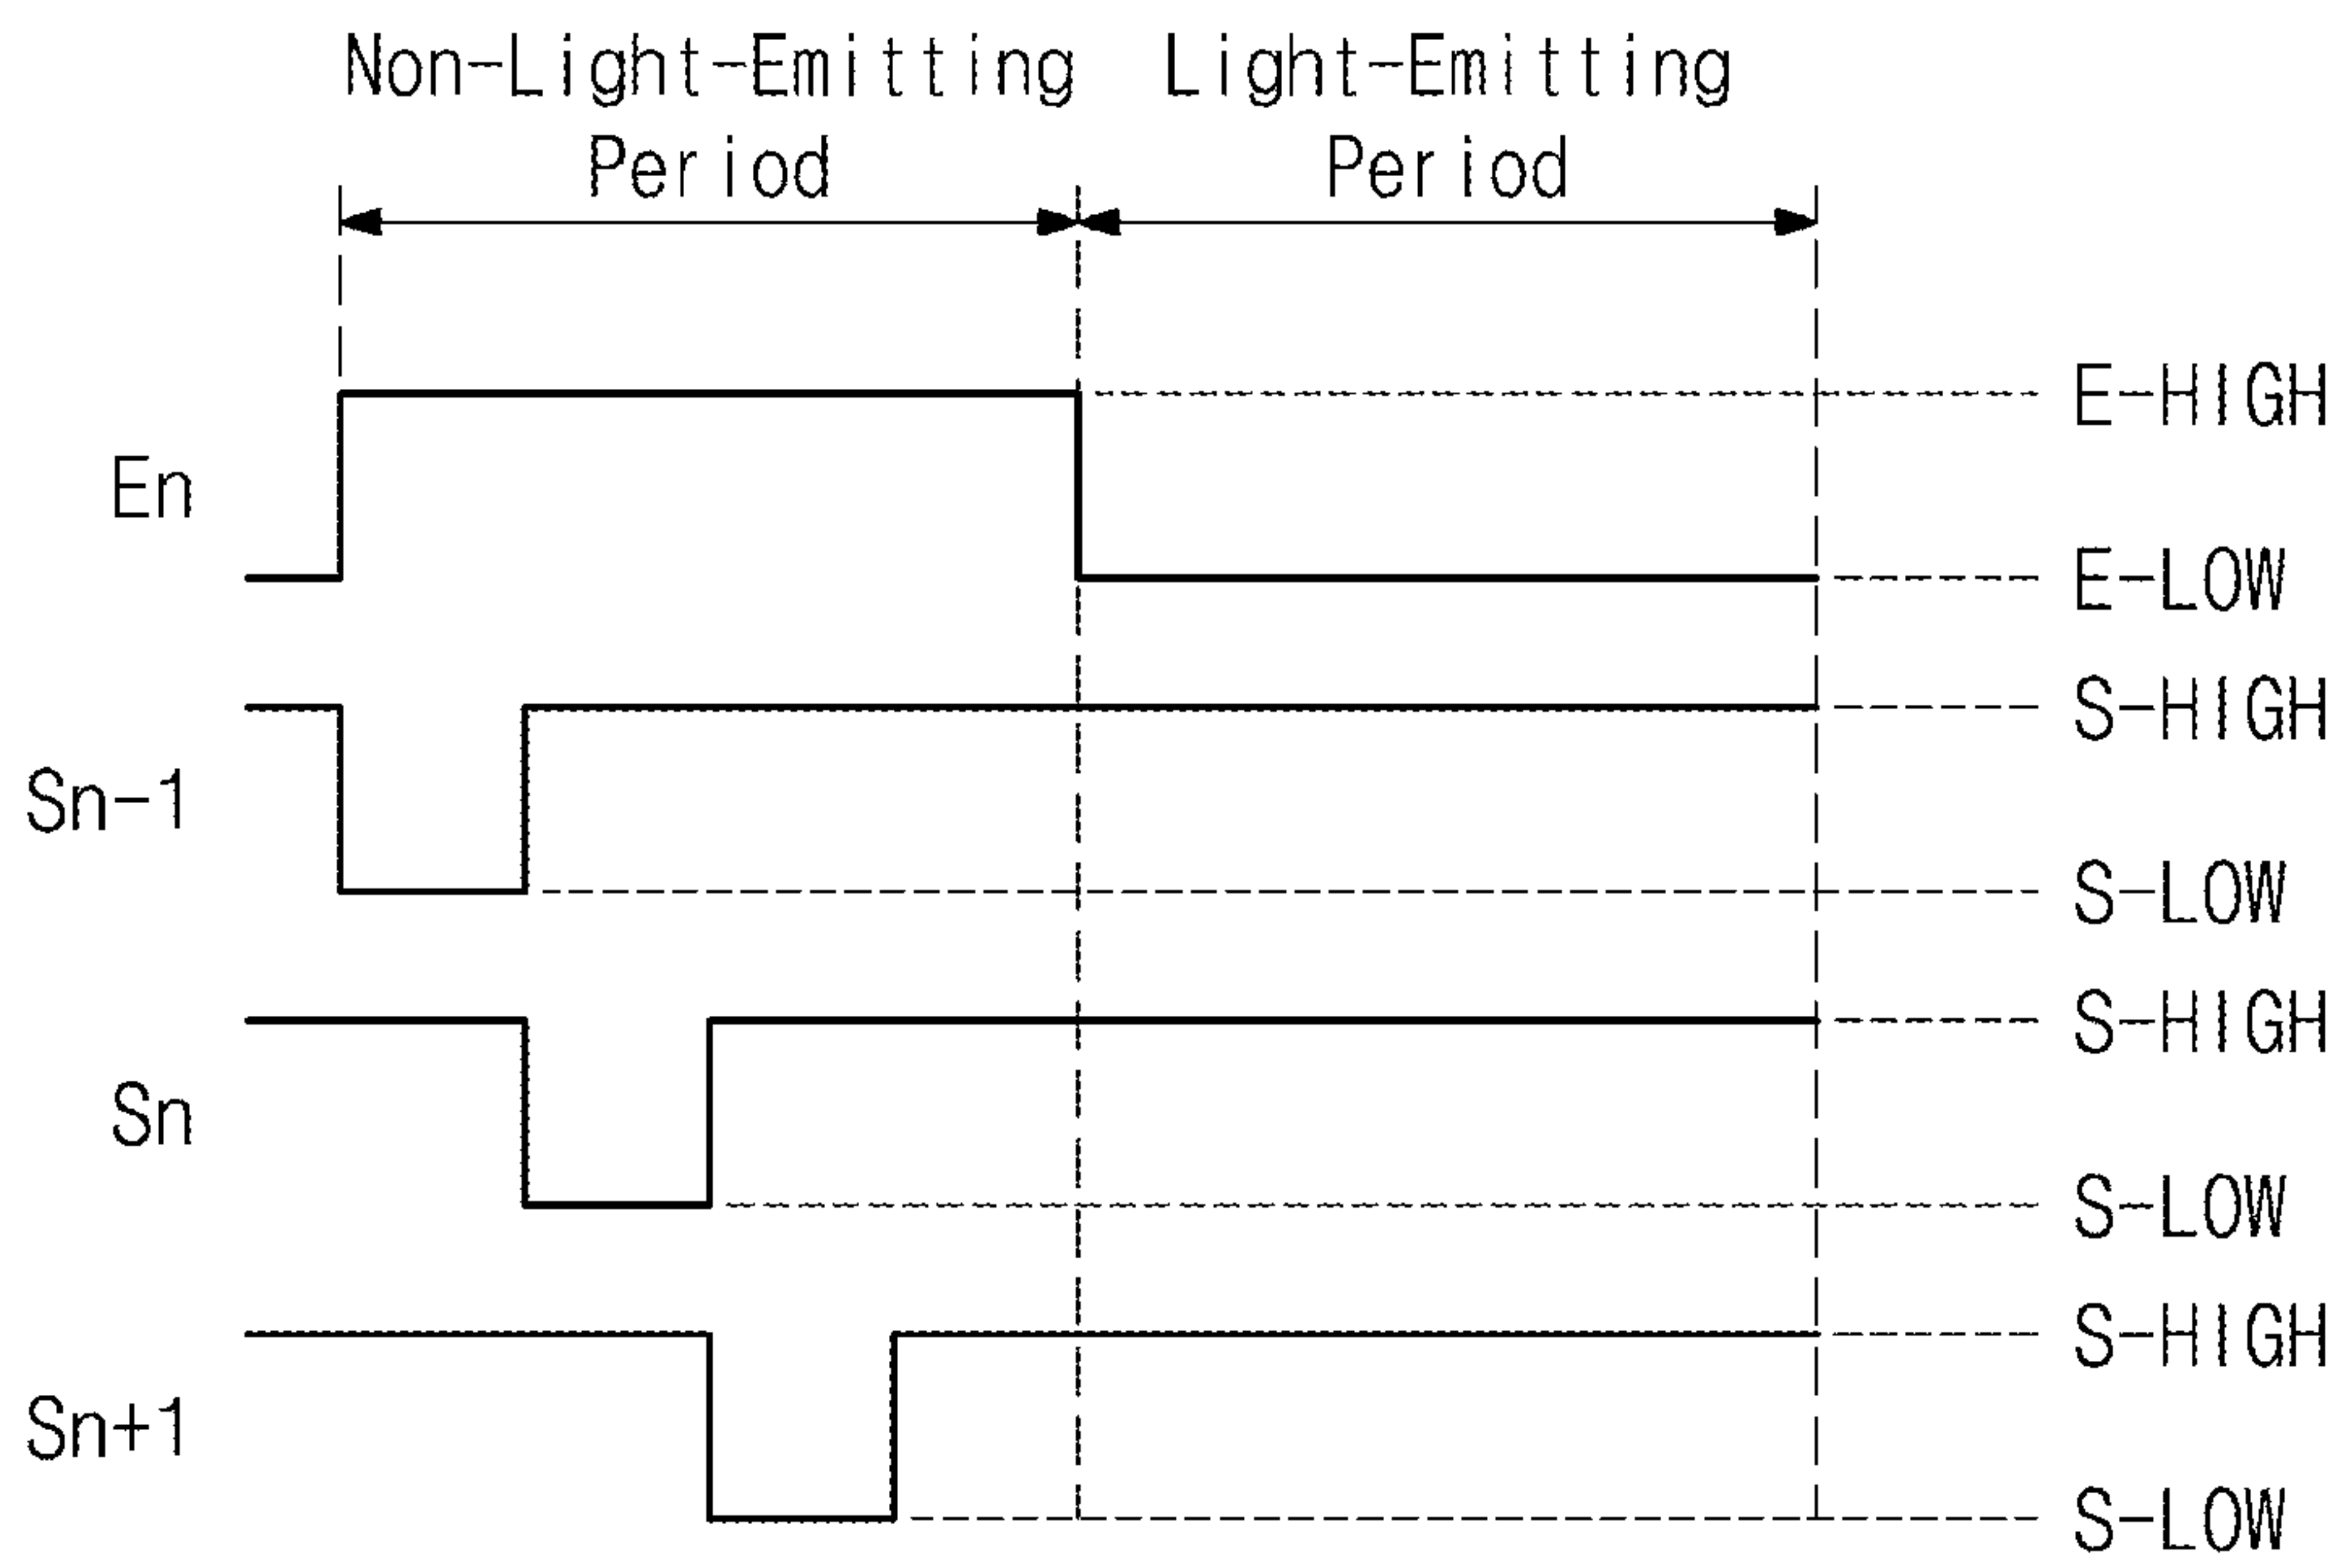 Non-Light-Emitting Light-Emitting
Period Period
E-HIGH
En
E-LOW
S-HIGH
Sn-1
S-LOW
S-HIGH
Sn
S-LOW
S-HIGH
Sn+1
S-LOW